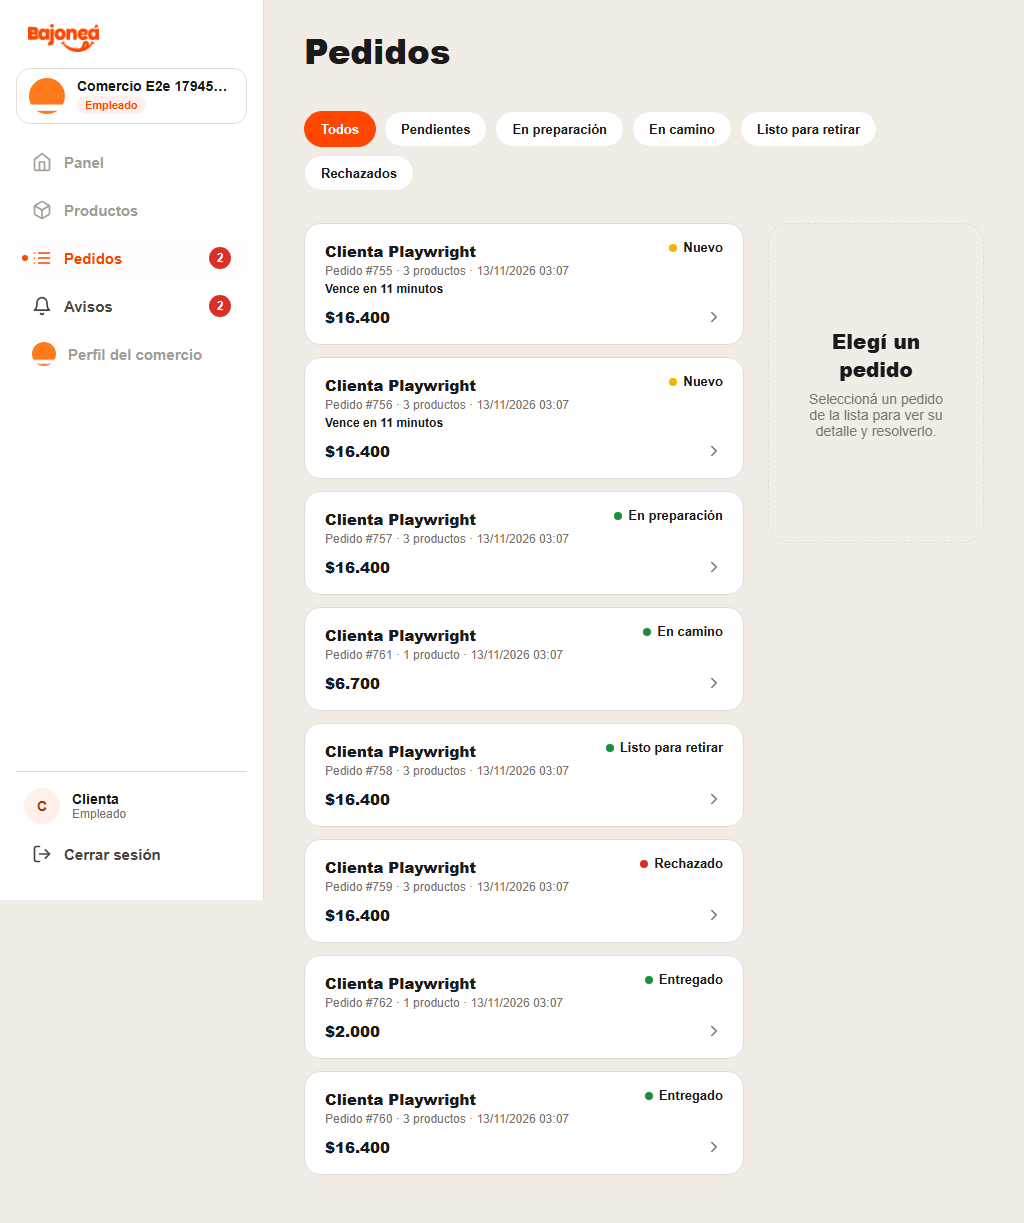 Bajoneá
Comercio E2e 17945...
Empleado
Panel
Productos
Pedidos
2
Avisos
2
Perfil del comercio
C
Clienta
Empleado
Cerrar sesión
Pedidos
Todos
Pendientes
En preparación
En camino
Listo para retirar
Rechazados
Clienta Playwright
Nuevo
Pedido #755 · 3 productos · 13/11/2026 03:07
Vence en 11 minutos
$16.400
Clienta Playwright
Nuevo
Pedido #756 · 3 productos · 13/11/2026 03:07
Vence en 11 minutos
$16.400
Clienta Playwright
En preparación
Pedido #757 · 3 productos · 13/11/2026 03:07
$16.400
Clienta Playwright
En camino
Pedido #761 · 1 producto · 13/11/2026 03:07
$6.700
Clienta Playwright
Listo para retirar
Pedido #758 · 3 productos · 13/11/2026 03:07
$16.400
Clienta Playwright
Rechazado
Pedido #759 · 3 productos · 13/11/2026 03:07
$16.400
Clienta Playwright
Entregado
Pedido #762 · 1 producto · 13/11/2026 03:07
$2.000
Clienta Playwright
Entregado
Pedido #760 · 3 productos · 13/11/2026 03:07
$16.400
Elegí un
pedido
Seleccioná un pedido
de la lista para ver su
detalle y resolverlo.